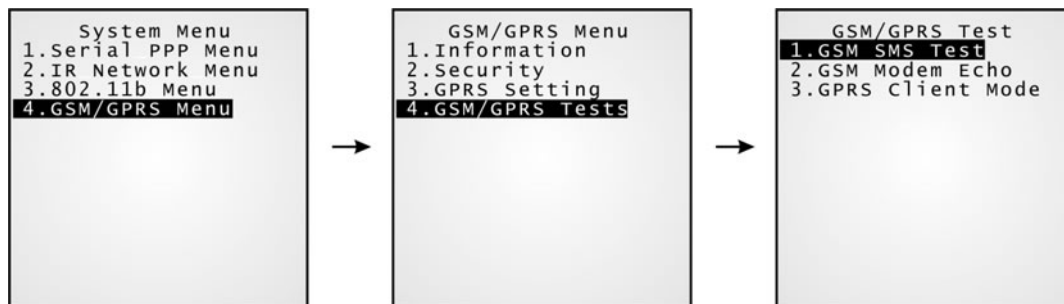 System Menu
1.Serial PPP Menu
2.IR Network Menu
3.802.11b Menu
4.GSM/GPRS Menu
GSM/GPRS Menu
1.Information
2.Security
3.GPRS Setting
4.GSM/GPRS Tests
GSM/GPRS Test
1.GSM SMS Test
2.GSM Modem Echo
3.GPRS Client Mode